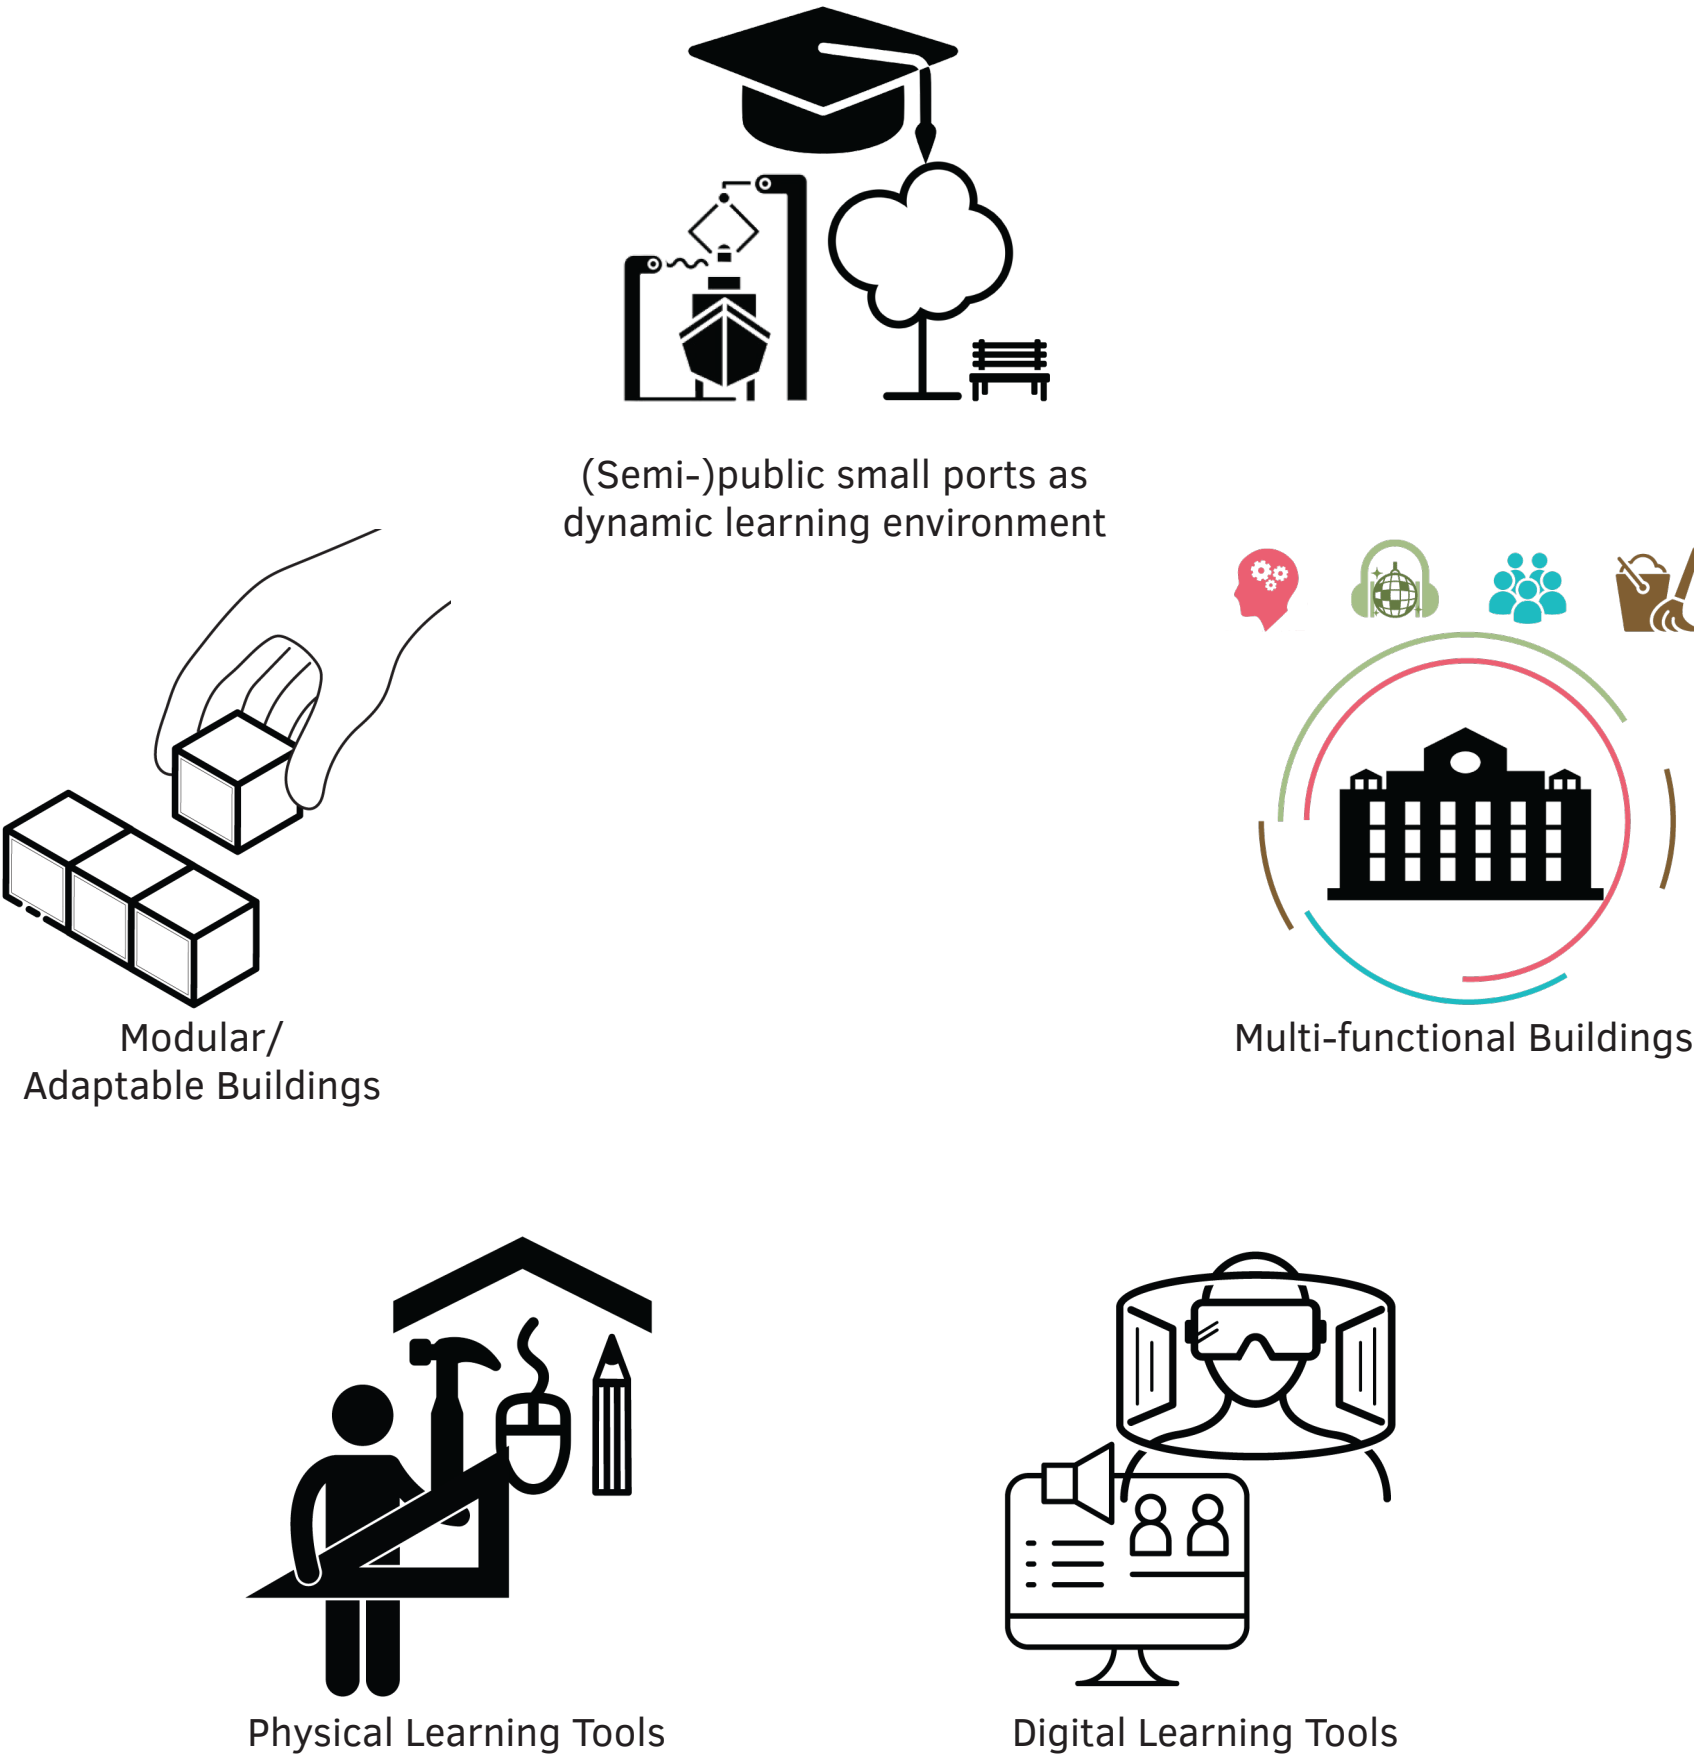 (Semi-)public small ports as
dynamic learning environment
Modular/
Adaptable Buildings
Multi-functional Buildings
Physical Learning Tools
Digital Learning Tools